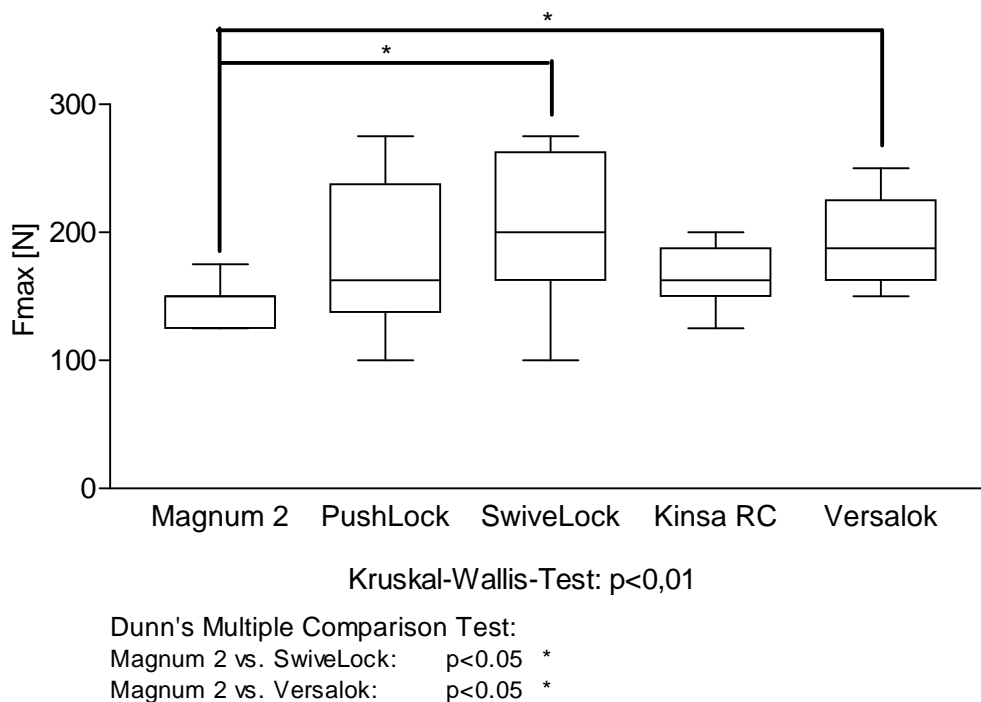 *
*
300
200
100
0
Fmax [N]
Magnum 2 PushLock SwiveLock Kinsa RC Versalok
Kruskal-Wallis-Test: p<0,01
Dunn's Multiple Comparison Test:
Magnum 2 vs. SwiveLock: p<0.05 *
Magnum 2 vs. Versalok: p<0.05 *